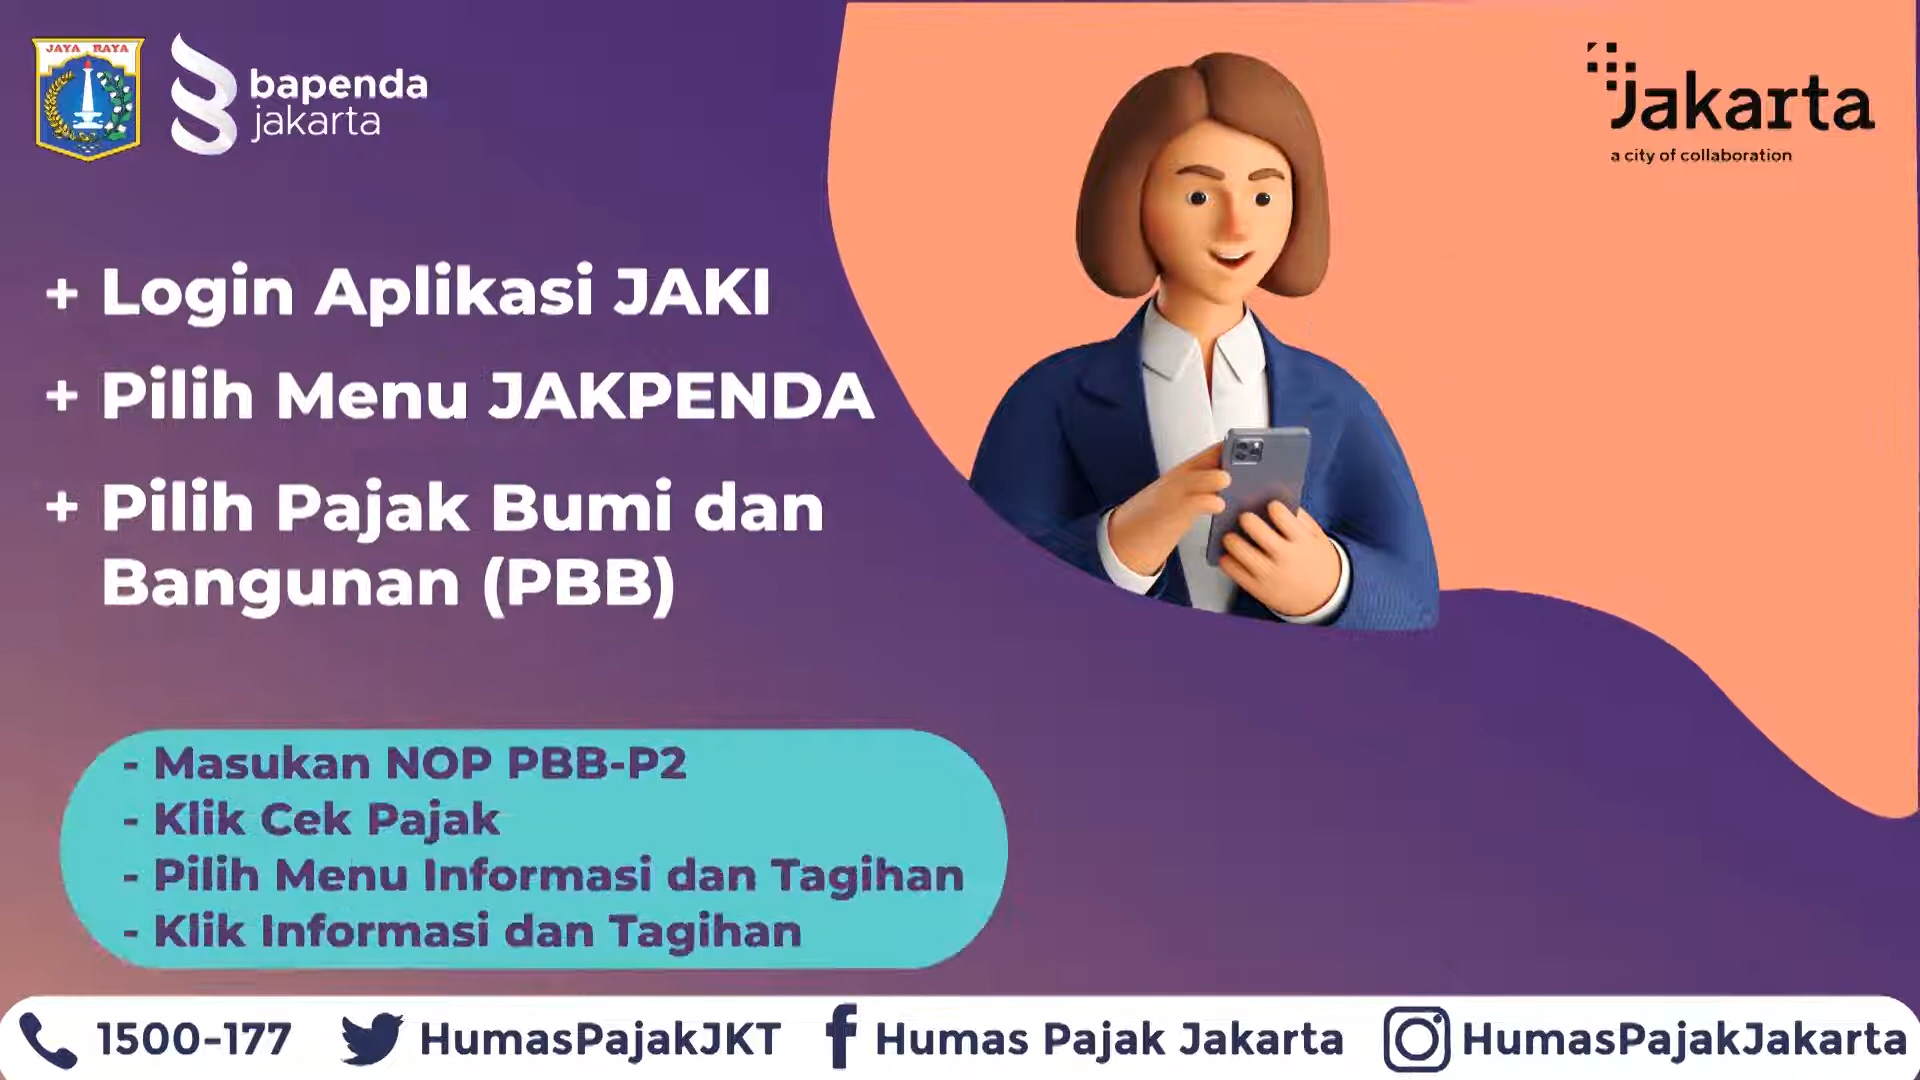 JAYA RAYA
bapenda
jakarta
Jakarta
a city of collaboration
+ Login Aplikasi JAKI
+ Pilih Menu JAKPENDA
+ Pilih Pajak Bumi dan
Bangunan (PBB)
- Masukan NOP PBB-P2
- Klik Cek Pajak
- Pilih Menu Informasi dan Tagihan
- Klik Informasi dan Tagihan
1500-177
HumasPajakJKT
Humas Pajak Jakarta
HumasPajakJakarta